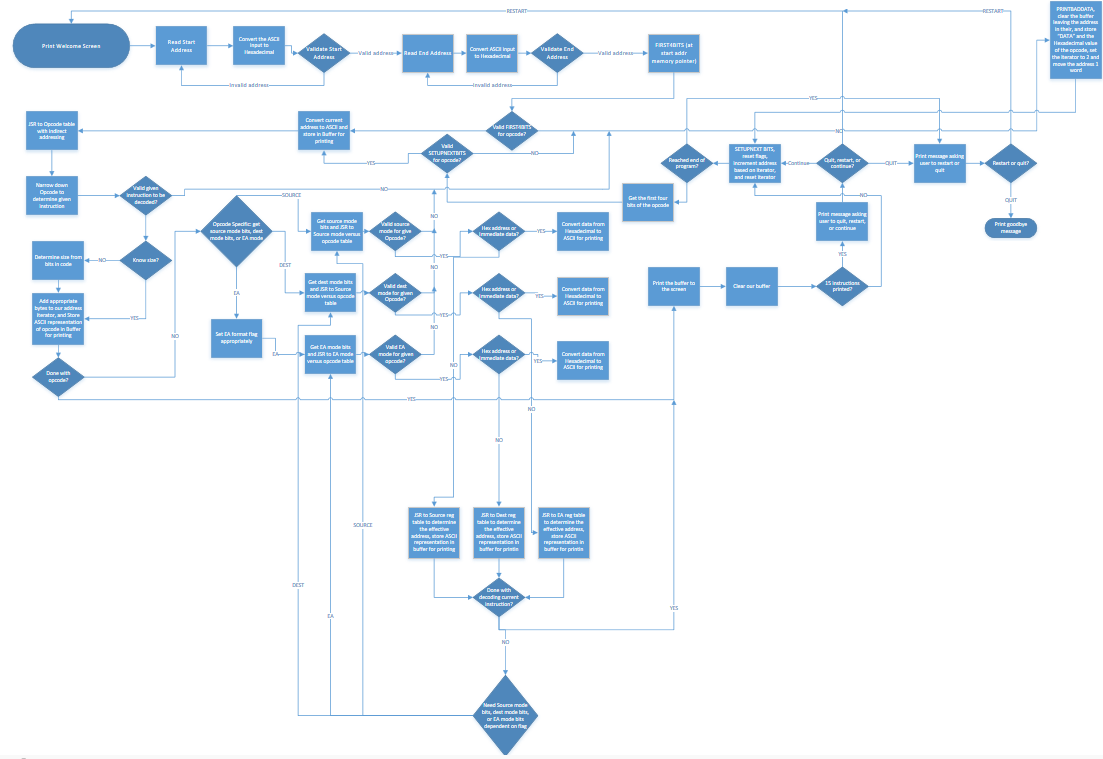 RESTART
RESTART
PRINTBADDATA,
clear the buffer
leaving the address
in their, and store
"DATA" and the
Hexadecimal value
of the opcode, set
the iterator to 2 and
move the address 1
word
Print Welcome Screen
Read Start
Address
Convert the ASCII
input to
Hexadecimal
Validate Start
Address
Valid address
Invalid address
Read End Address
Convert ASCII input
to Hexadecimal
Validate End
Address
Valid address
Invalid address
FIRST4BITS (at
start addr
memory pointer)
YES
JSR to Opcode table
with indirect
addressing
Convert current
address to ASCII and
store in Buffer for
printing
Valid FIRST4BITS
for opcode?
NO
Valid
SETUPNEXTBITS
for opcode?
YES
NO
Reached end of
program?
SETUPNEXT BITS,
reset flags,
increment address
based on iterator,
and reset iterator
Continue
Quit, restart, or
continue?
QUIT
Print message asking
user to restart or
quit
Restart or quit?
QUIT
Print goodbye
message
Narrow down
Opcode to
determine given
instruction
Valid given
instruction to be
decoded?
NO
Get the first four
bits of the opcode
NO
Print message asking
user to quit, restart,
or continue
YES
SOURCE
Opcode Specific: get
source mode bits, dest
mode bits, or EA mode
Get source mode
bits and JSR to
Source mode versus
opcode table
Valid source
mode for give
Opcode?
NO
YES
Hex address or
immediate data?
YES
Convert data from
Hexadecimal to
ASCII for printing
Determine size from
bits in code
NO
Know size?
YES
DEST
Get dest mode bits
and JSR to Source
mode versus opcode
table
Valid dest
mode for given
Opcode?
NO
YES
Hex address or
immediate data?
YES
Convert data from
Hexadecimal to
ASCII for printing
Print the buffer to
the screen
Clear our buffer
15 instructions
printed?
Add appropriate
bytes to our address
iterator, and Store
ASCII representation
of opcode in Buffer
for printing
NO
EA
Set EA format flag
appropriately
EA
Get EA mode bits
and JSR to EA mode
versus opcode table
Valid EA
mode for given
opcode?
NO
YES
Hex address or
immediate data?
YES
Convert data from
Hexadecimal to
ASCII for printing
NO
Done with
opcode?
YES
NO
NO
JSR to Source reg
table to determine
the effective
address, store ASCII
representation in
buffer for printing
JSR to Dest reg
table to determine
the effective
address, store ASCII
representation in
buffer for printin
JSR to EA reg table
to determine the
effective address,
store ASCII
representation in
buffer for printin
SOURCE
DEST
EA
Done with
decoding current
instruction?
YES
NO
Need Source mode
bits, dest mode bits,
or EA mode bits
dependent on flag